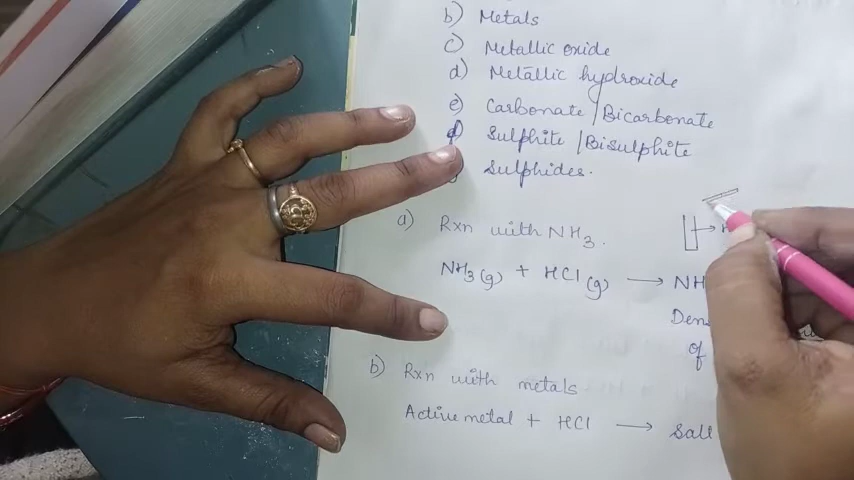 b) Metals
c) Metallic oxide
d) Metallic hydroxide
e) Carbonate / Bicarbonate
Sulphite / Bisulphite
Sulphides.
a) Rxn with NH3.
NH3(g) + HCl(g) → NH
Den
of
b) Rxn with metals.
Active metal + HCl → Salt